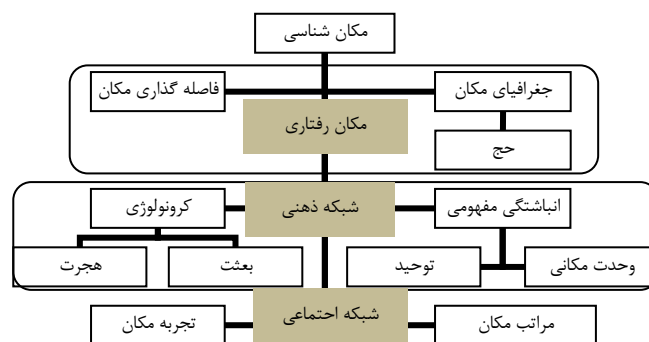 مکان شناسی
جغرافیای مکان
فاصله گذاری مکان
مکان رفتاری
حج
انباشتگی مفهومی
شبکه ذهنی
کرونولوژی
وحدت مکانی
توحید
بعثت
هجرت
شبکه احتماعی
مراتب مکان
تجربه مکان